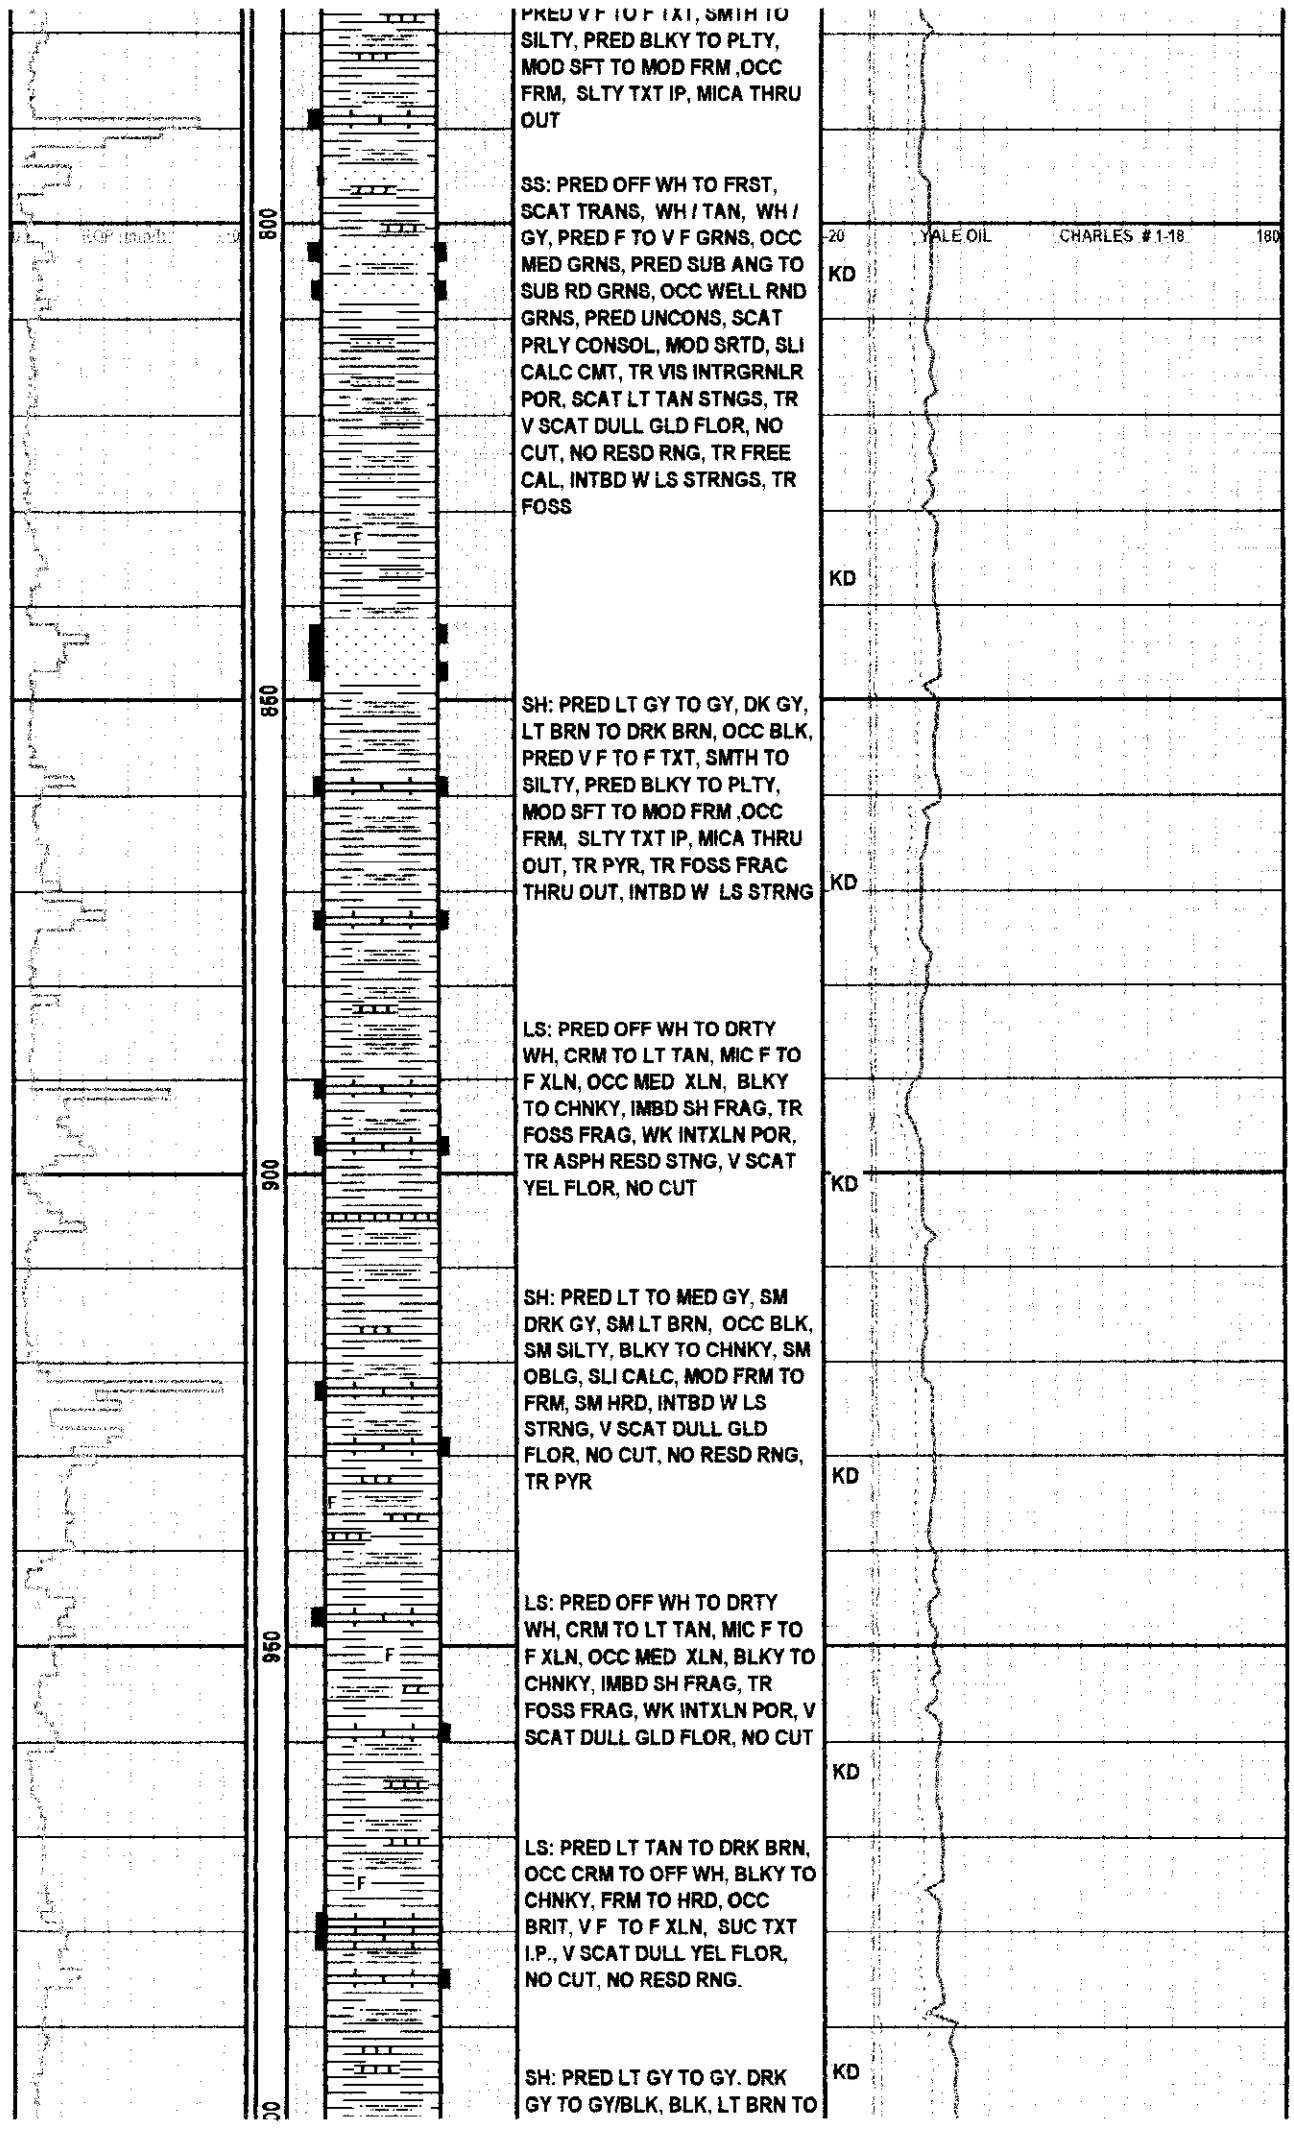 PRED V F TO F TXT, SMTH TO
SILTY, PRED BLKY TO PLTY,
MOD SFT TO MOD FRM ,OCC
FRM, SLTY TXT IP, MICA THRU
OUT
SS: PRED OFF WH TO FRST,
SCAT TRANS, WH / TAN, WH /
GY, PRED F TO V F GRNS, OCC
MED GRNS, PRED SUB ANG TO
SUB RD GRNS, OCC WELL RND
GRNS, PRED UNCONS, SCAT
PRLY CONSOL, MOD SRTD, SLI
CALC CMT, TR VIS INTRGRNLR
POR, SCAT LT TAN STNGS, TR
V SCAT DULL GLD FLOR, NO
CUT, NO RESD RNG, TR FREE
CAL, INTBD W LS STRNGS, TR
FOSS
800
ROP
-20 YALE OIL CHARLES # 1-18 180
KD
F
KD
850
SH: PRED LT GY TO GY, DK GY,
LT BRN TO DRK BRN, OCC BLK,
PRED V F TO F TXT, SMTH TO
SILTY, PRED BLKY TO PLTY,
MOD SFT TO MOD FRM ,OCC
FRM, SLTY TXT IP, MICA THRU
OUT, TR PYR, TR FOSS FRAC
THRU OUT, INTBD W LS STRNG
KD
LS: PRED OFF WH TO DRTY
WH, CRM TO LT TAN, MIC F TO
F XLN, OCC MED XLN, BLKY
TO CHNKY, IMBD SH FRAG, TR
FOSS FRAG, WK INTXLN POR,
TR ASPH RESD STNG, V SCAT
YEL FLOR, NO CUT
900
KD
SH: PRED LT TO MED GY, SM
DRK GY, SM LT BRN, OCC BLK,
SM SILTY, BLKY TO CHNKY, SM
OBLG, SLI CALC, MOD FRM TO
FRM, SM HRD, INTBD W LS
STRNG, V SCAT DULL GLD
FLOR, NO CUT, NO RESD RNG,
TR PYR
KD
F
LS: PRED OFF WH TO DRTY
WH, CRM TO LT TAN, MIC F TO
F XLN, OCC MED XLN, BLKY TO
CHNKY, IMBD SH FRAG, TR
FOSS FRAG, WK INTXLN POR, V
SCAT DULL GLD FLOR, NO CUT
950
F
KD
LS: PRED LT TAN TO DRK BRN,
OCC CRM TO OFF WH, BLKY TO
CHNKY, FRM TO HRD, OCC
BRIT, V F TO F XLN, SUC TXT
I.P., V SCAT DULL YEL FLOR,
NO CUT, NO RESD RNG.
F
KD
SH: PRED LT GY TO GY. DRK
GY TO GY/BLK, BLK, LT BRN TO